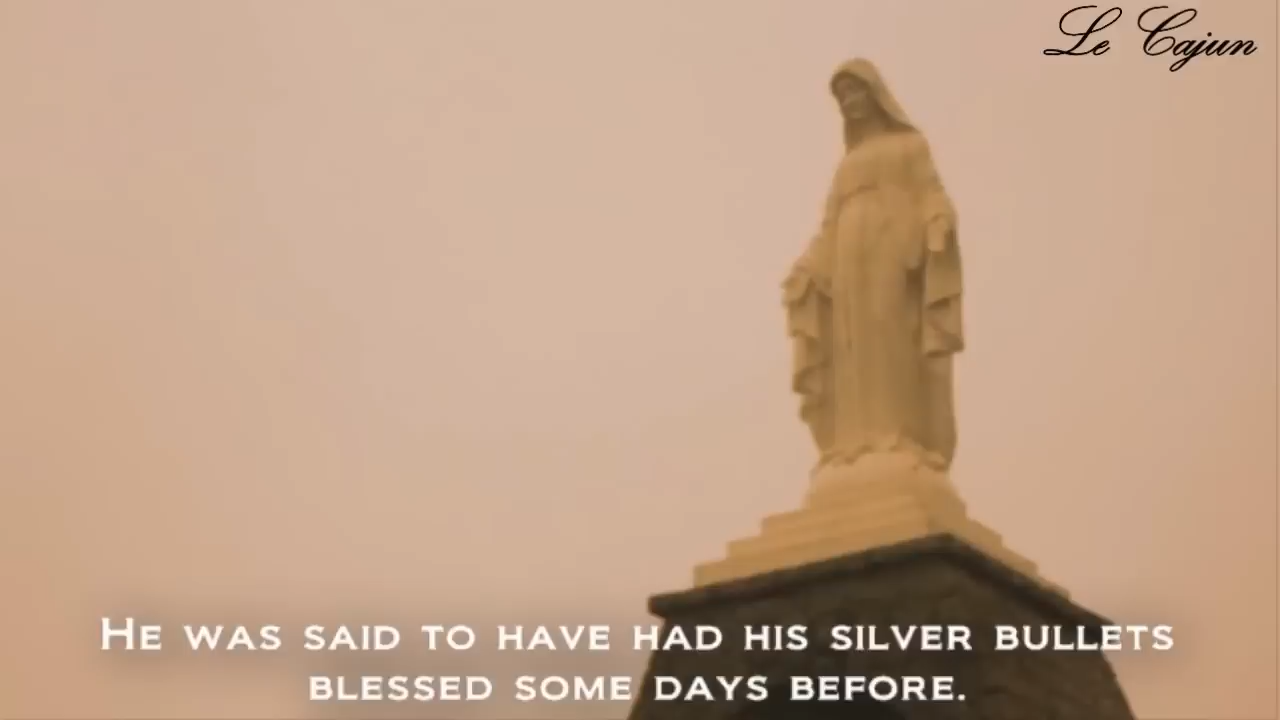 Le Cajun
HE WAS SAID TO HAVE HAD HIS SILVER BULLETS
BLESSED SOME DAYS BEFORE.